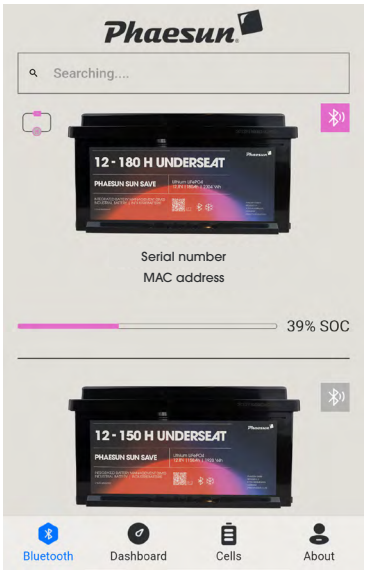 Phaesun
Searching....
Phaesun
12 - 180 H UNDERSEAT
PHAESUN SUN SAVE
Lithium LiFePO4
Serial number
MAC address
39% SOC
Phaesun
12 - 150 H UNDERSEAT
PHAESUN SUN SAVE
Lithium LiFePO4
Bluetooth
Dashboard
Cells
About